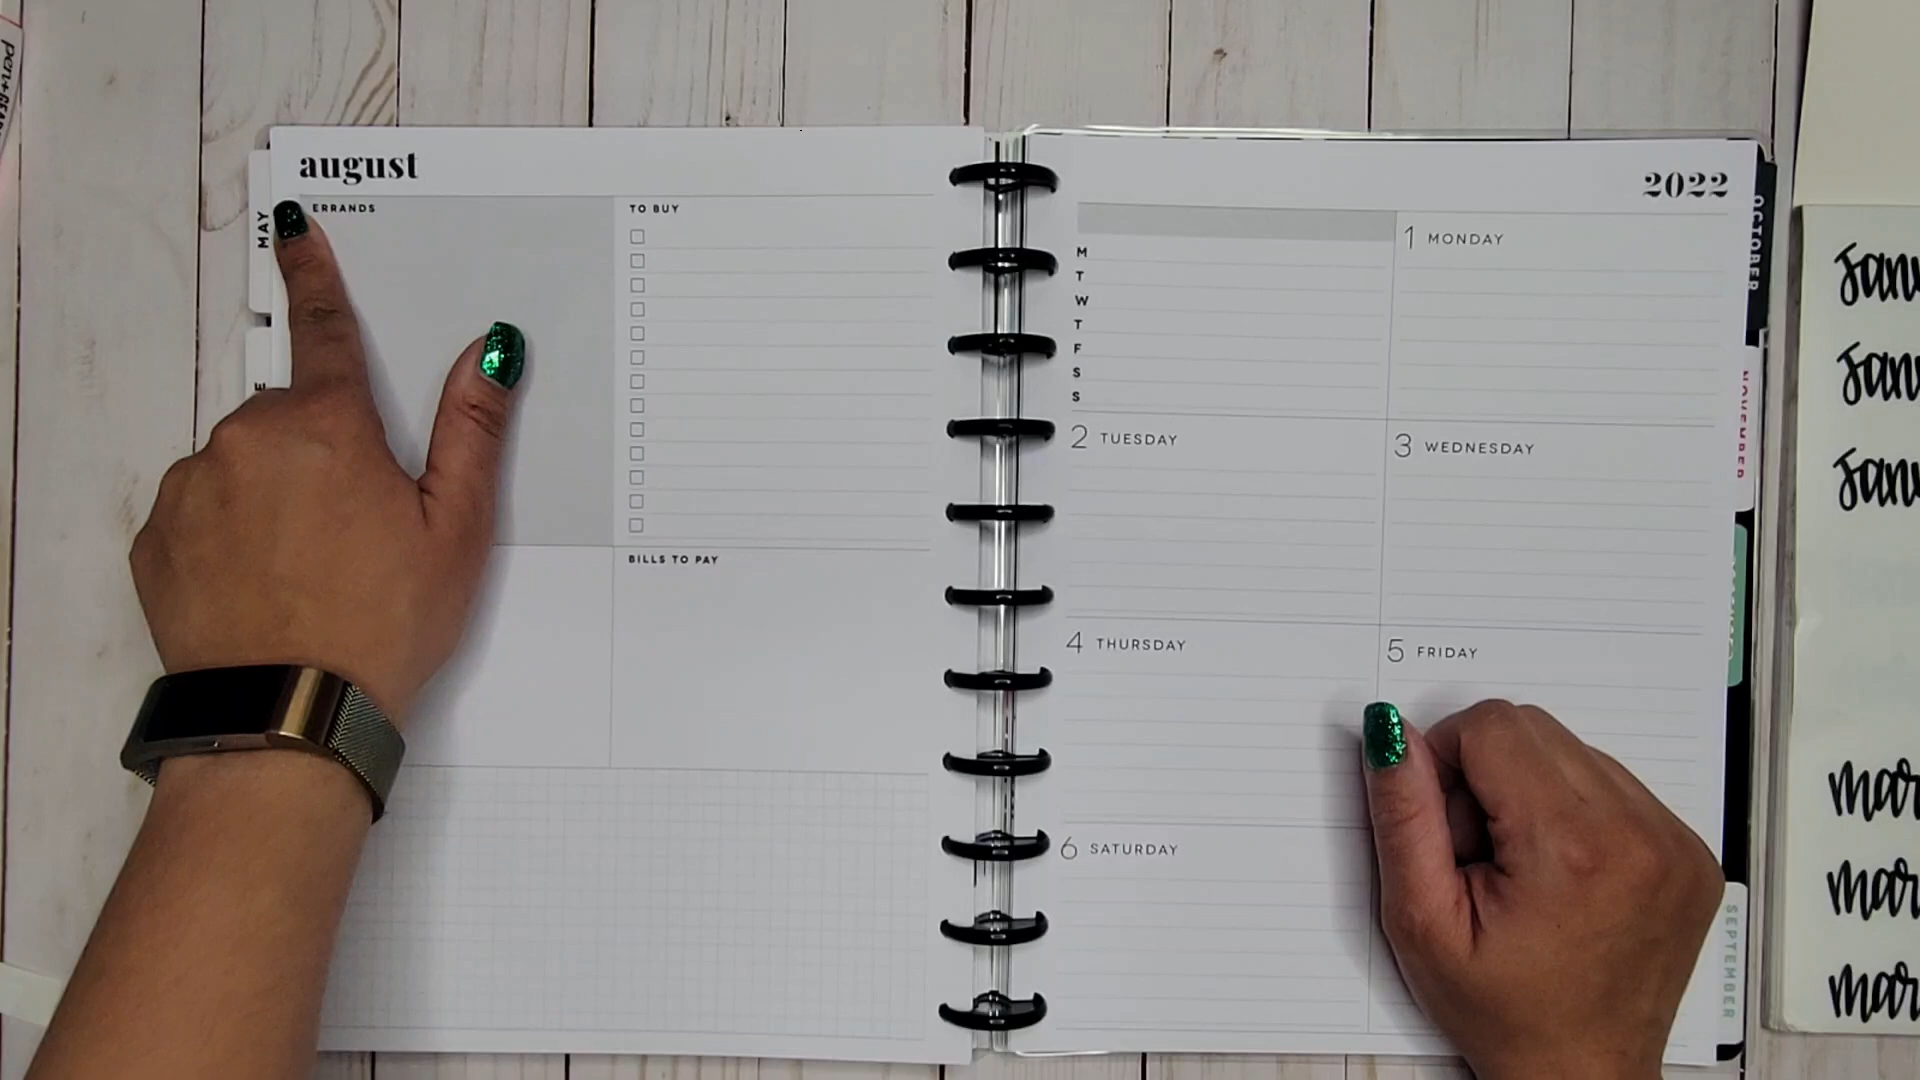 august
MAY
ERRANDS
TO BUY
BILLS TO PAY
2022
M
T
W
T
F
S
S
1 MONDAY
2 TUESDAY
3 WEDNESDAY
4 THURSDAY
5 FRIDAY
6 SATURDAY
OCTOBER
NOVEMBER
SEPTEMBER